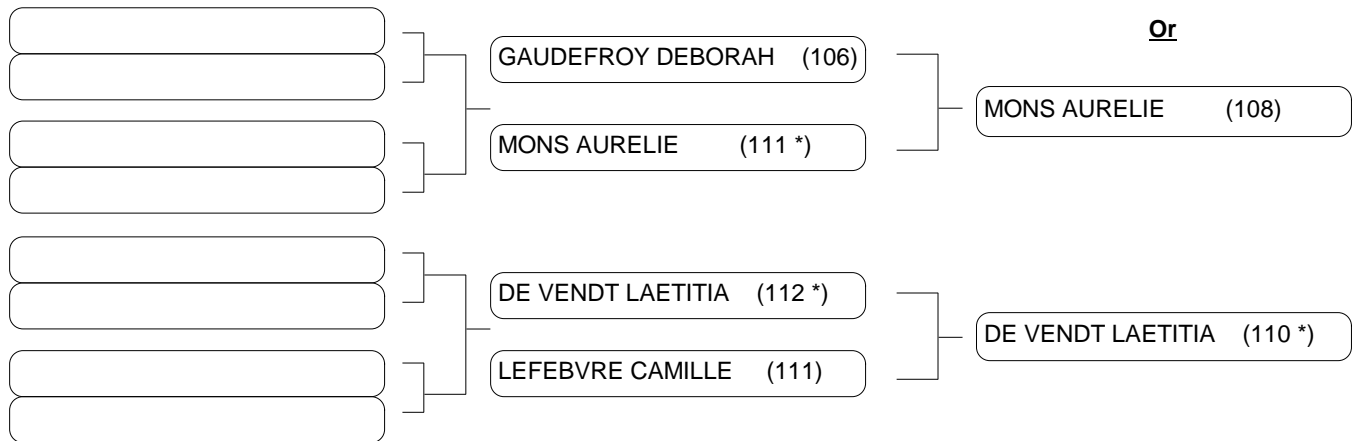 Or
GAUDEFROY DEBORAH (106)
MONS AURELIE (111 *)
MONS AURELIE (108)
DE VENDT LAETITIA (112 *)
LEFEBVRE CAMILLE (111)
DE VENDT LAETITIA (110 *)